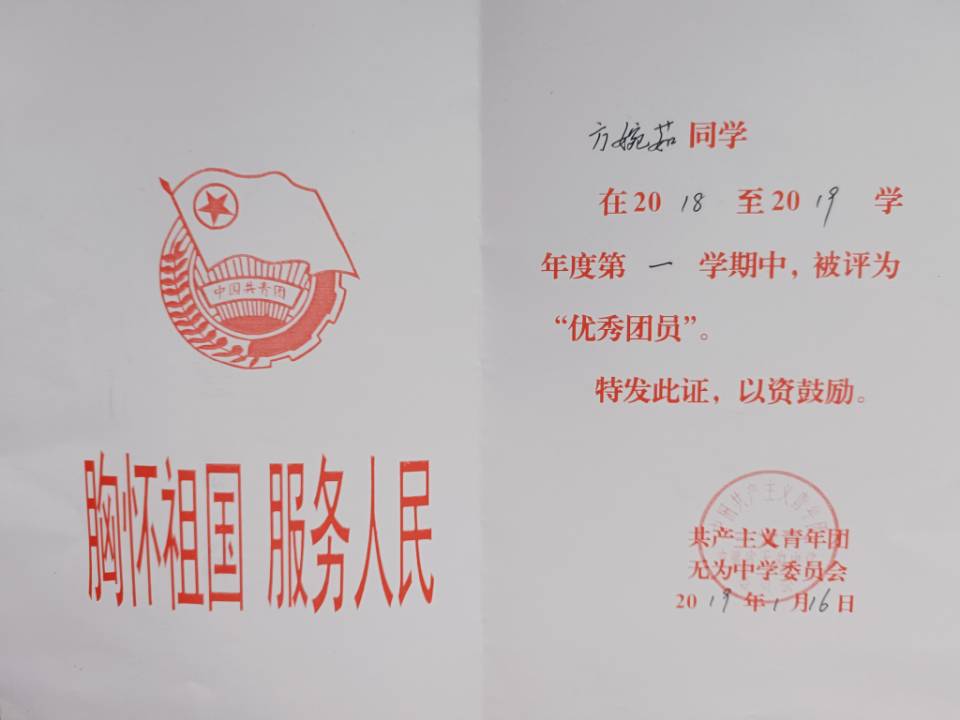 中国共青团
胸怀祖国 服务人民
方婉茹同学
在2018至2019学
年度第一学期中，被评为
“优秀团员”。
特发此证，以资鼓励。
共产主义青年团
无为中学委员会
2019年1月16日